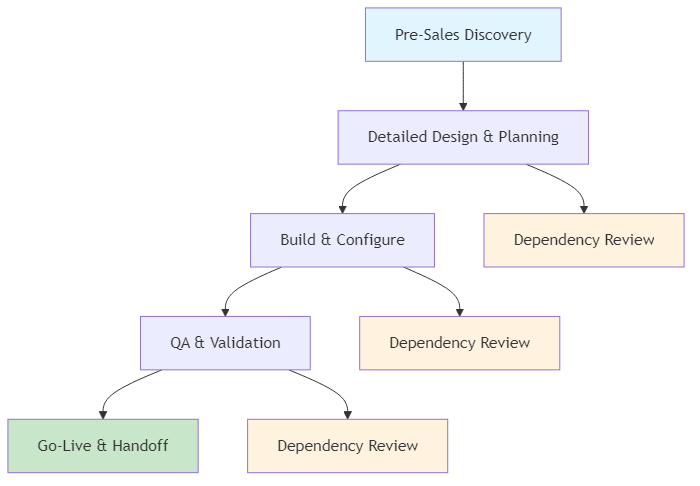 Pre-Sales Discovery
Detailed Design & Planning
Build & Configure
Dependency Review
QA & Validation
Dependency Review
Go-Live & Handoff
Dependency Review